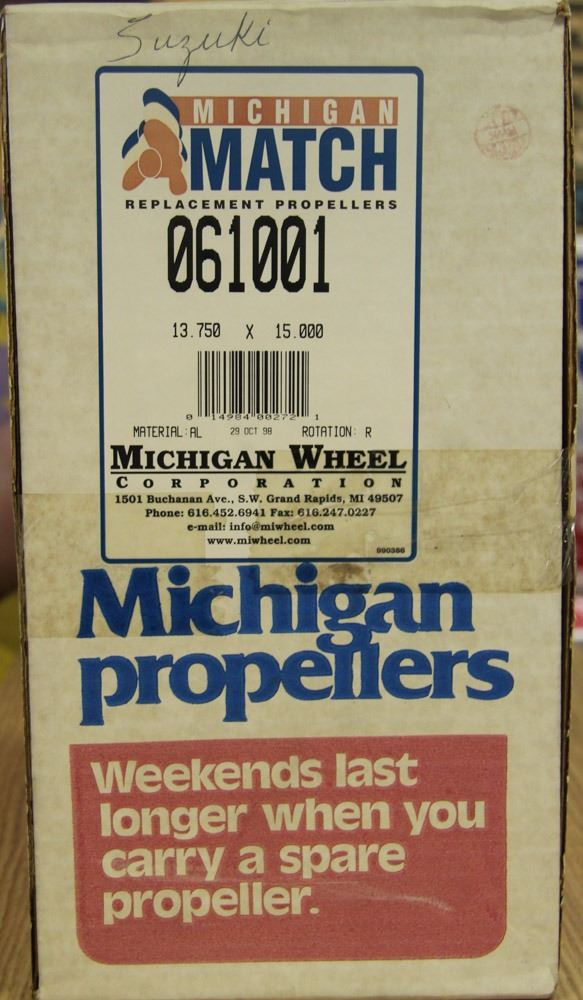 Suzuki
MICHIGAN
MATCH
REPLACEMENT PROPELLERS
061001
13.750 X 15.000
0 14984 00272 1
MATERIAL: AL 29 OCT 98 ROTATION: R
MICHIGAN WHEEL
CORPORATION
1501 Buchanan Ave., S.W. Grand Rapids, MI 49507
Phone: 616.452.6941 Fax: 616.247.0227
e-mail: info@miwheel.com
www.miwheel.com
990366
Michigan
propellers
Weekends last
longer when you
carry a spare
propeller.